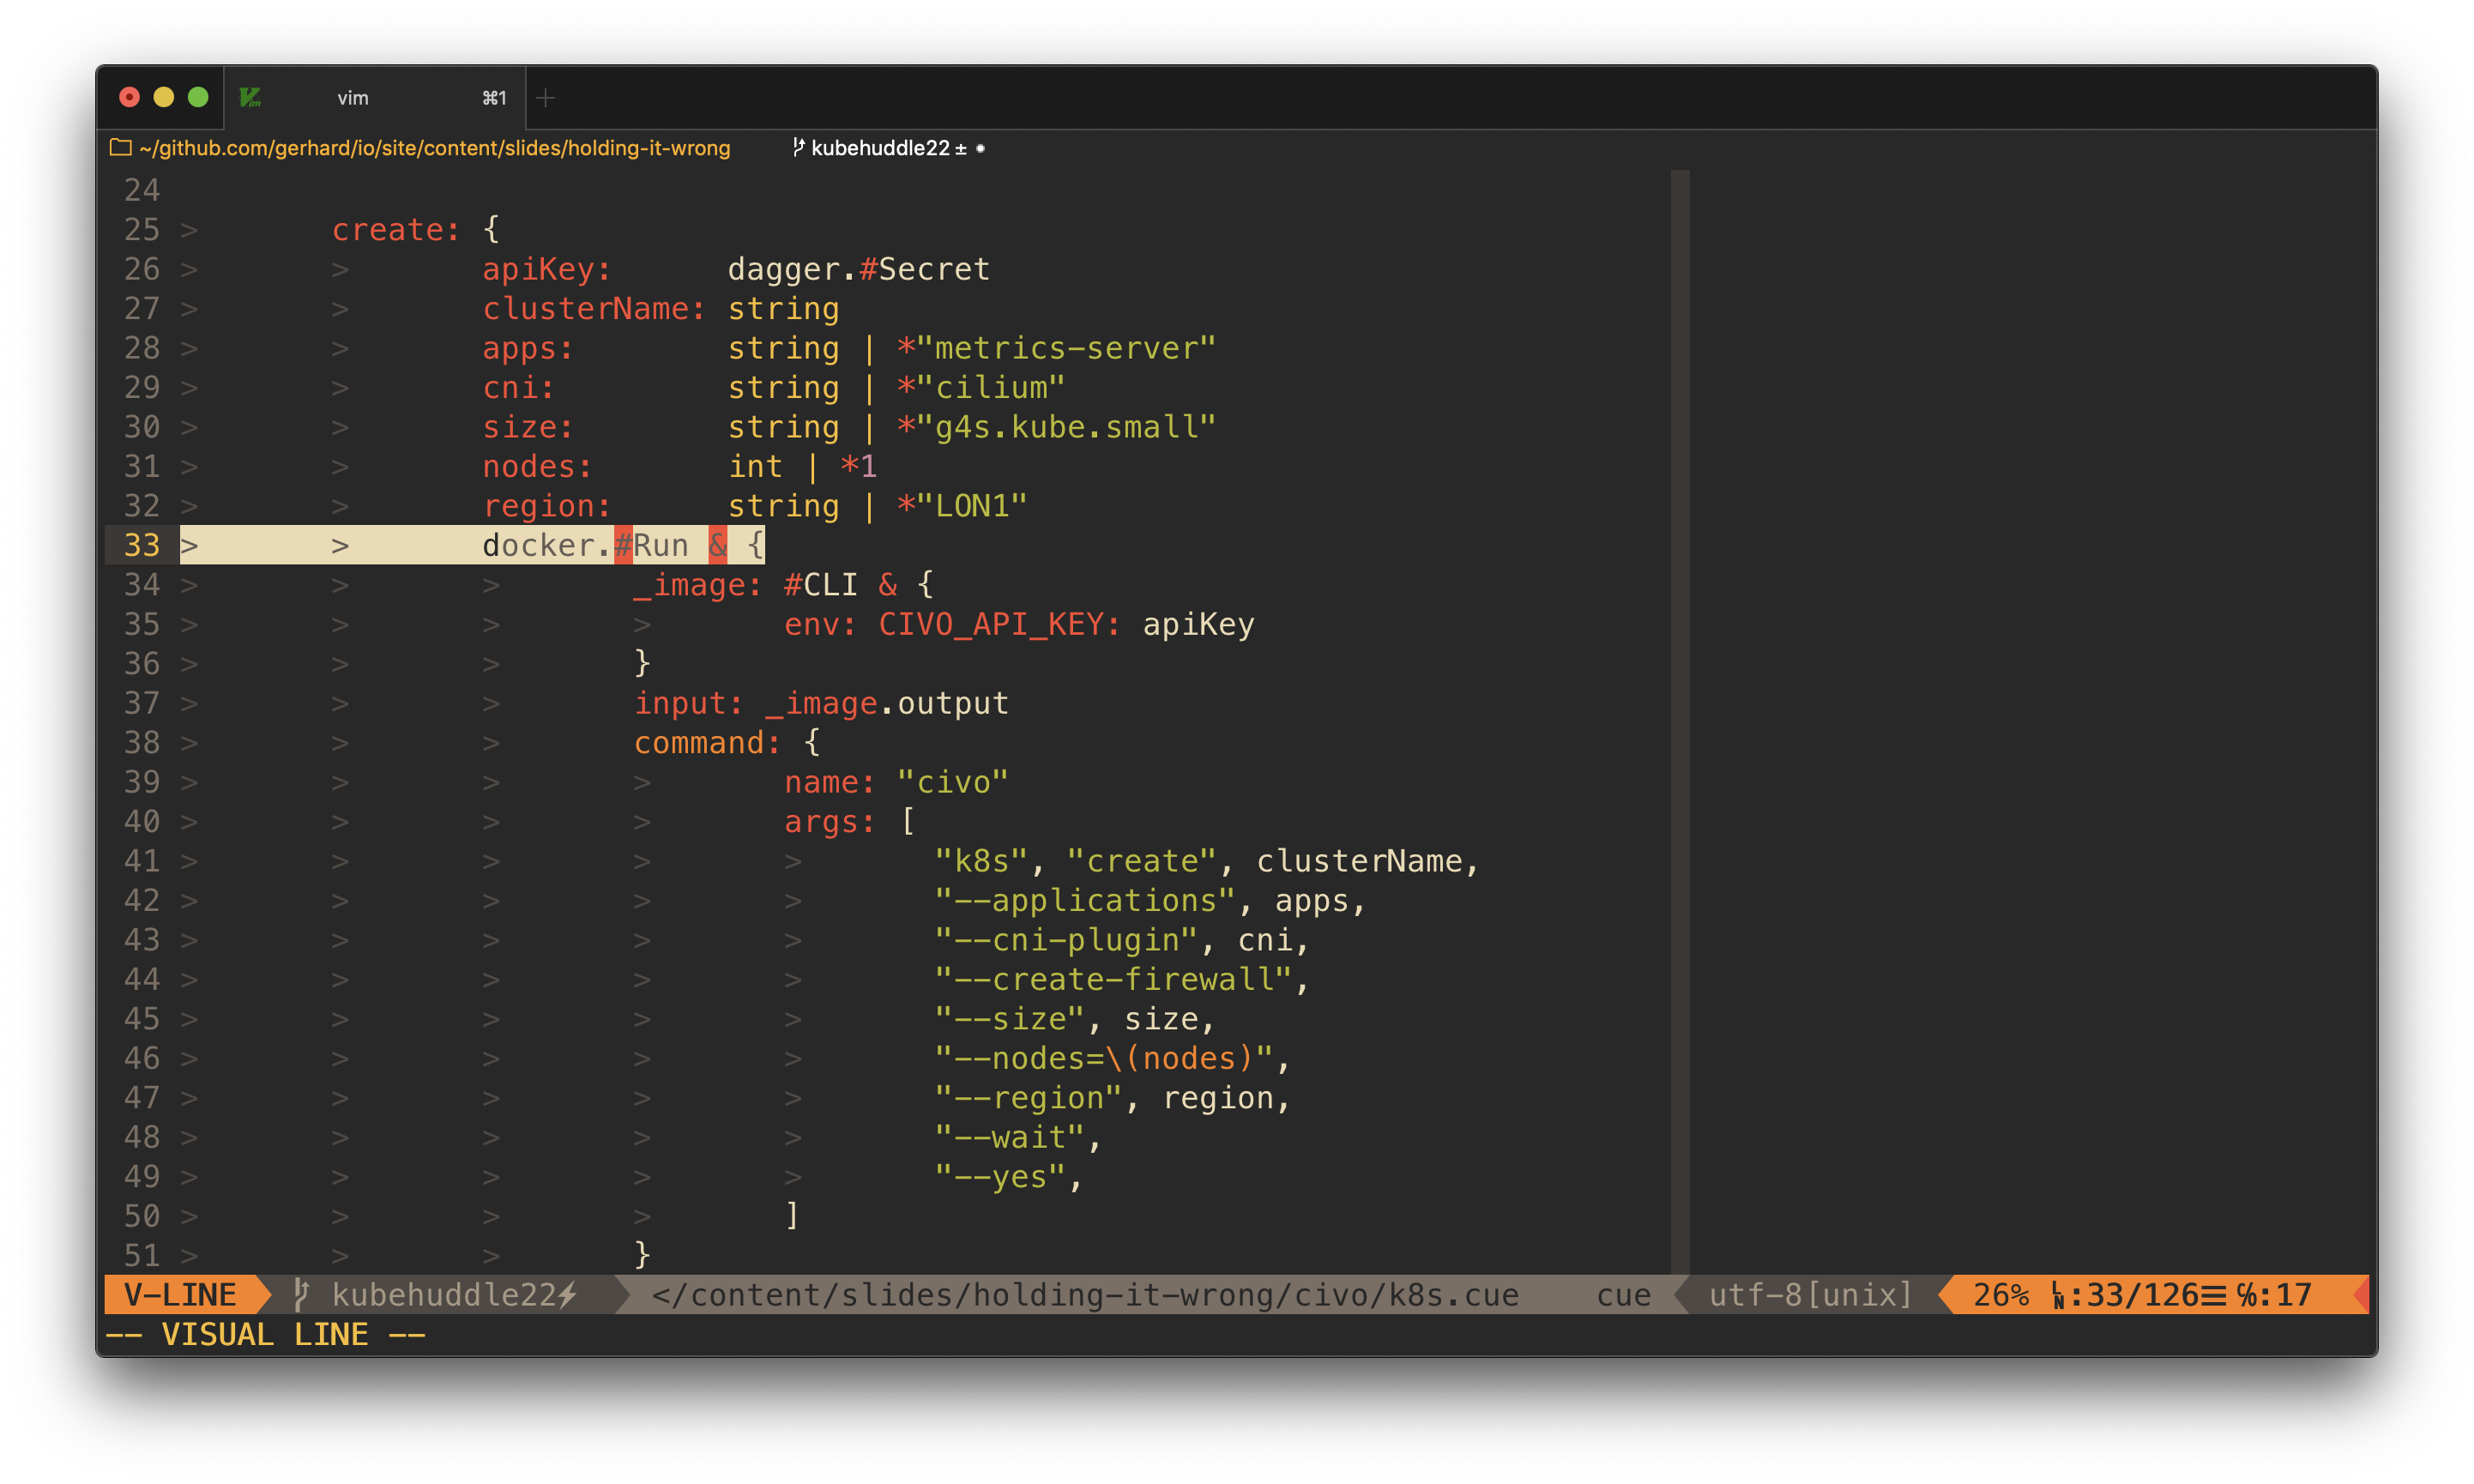 vim ⌘1 +
~/github.com/gerhard/io/site/content/slides/holding-it-wrong kubehuddle22 ± ●
24
25 > create: {
26 > > apiKey: dagger.#Secret
27 > > clusterName: string
28 > > apps: string | *"metrics-server"
29 > > cni: string | *"cilium"
30 > > size: string | *"g4s.kube.small"
31 > > nodes: int | *1
32 > > region: string | *"LON1"
33 > > docker.#Run & {
34 > > > _image: #CLI & {
35 > > > > env: CIVO_API_KEY: apiKey
36 > > > }
37 > > > input: _image.output
38 > > > command: {
39 > > > > name: "civo"
40 > > > > args: [
41 > > > > > "k8s", "create", clusterName,
42 > > > > > "--applications", apps,
43 > > > > > "--cni-plugin", cni,
44 > > > > > "--create-firewall",
45 > > > > > "--size", size,
46 > > > > > "--nodes=\(nodes)",
47 > > > > > "--region", region,
48 > > > > > "--wait",
49 > > > > > "--yes",
50 > > > > ]
51 > > > }
V-LINE kubehuddle22⚡ </content/slides/holding-it-wrong/civo/k8s.cue cue utf-8[unix] 26% LN:33/126☰℅:17
-- VISUAL LINE --